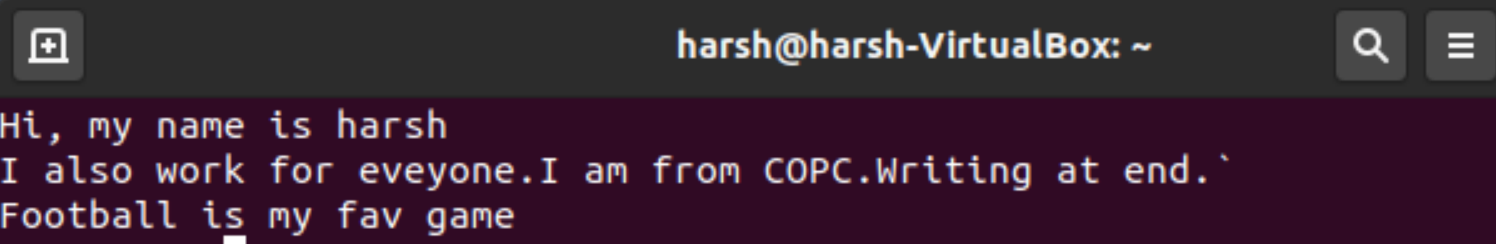 harsh@harsh-VirtualBox: ~
Hi, my name is harsh
I also work for eveyone.I am from COPC.Writing at end.`
Football is my fav game